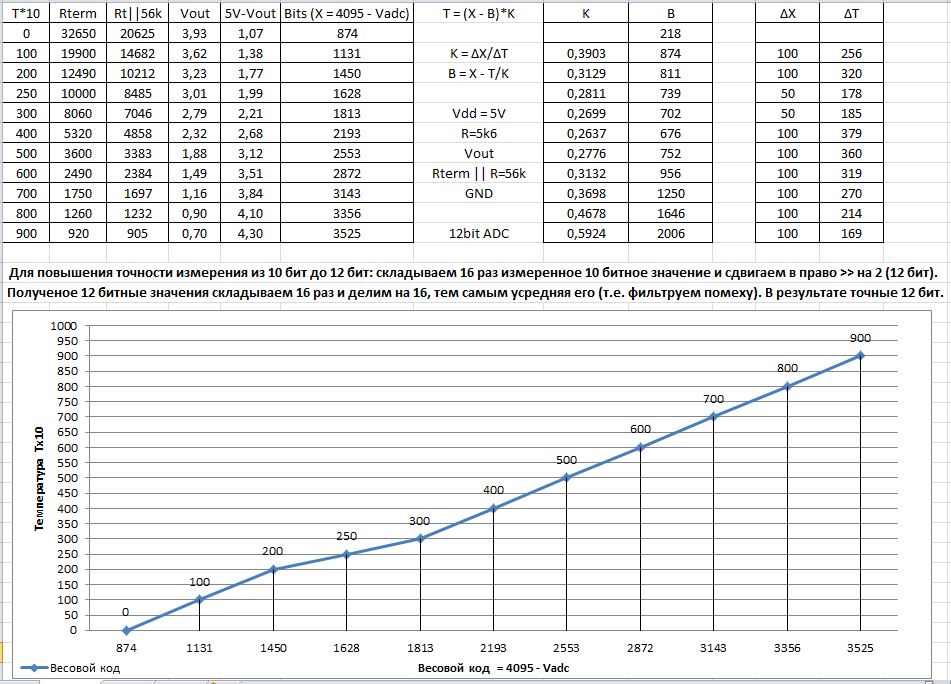 T*10 Rterm Rt||56k Vout 5V-Vout Bits (X = 4095 - Vadc) T = (X - B)*K K B ΔX ΔT
0 32650 20625 3,93 1,07 874 218
100 19900 14682 3,62 1,38 1131 K = ΔX/ΔT 0,3903 874 100 256
200 12490 10212 3,23 1,77 1450 B = X - T/K 0,3129 811 100 320
250 10000 8485 3,01 1,99 1628 0,2811 739 50 178
300 8060 7046 2,79 2,21 1813 Vdd = 5V 0,2699 702 50 185
400 5320 4858 2,32 2,68 2193 R=5k6 0,2637 676 100 379
500 3600 3383 1,88 3,12 2553 Vout 0,2776 752 100 360
600 2490 2384 1,49 3,51 2872 Rterm || R=56k 0,3132 956 100 319
700 1750 1697 1,16 3,84 3143 GND 0,3698 1250 100 270
800 1260 1232 0,90 4,10 3356 0,4678 1646 100 214
900 920 905 0,70 4,30 3525 12bit ADC 0,5924 2006 100 169
Для повышения точности измерения из 10 бит до 12 бит: складываем 16 раз измеренное 10 битное значение и сдвигаем в право >> на 2 (12 бит).
Полученое 12 битные значения складываем 16 раз и делим на 16, тем самым усредняя его (т.е. фильтруем помеху). В результате точные 12 бит.
Температура Tx10
1000
950
900
850
800
750
700
650
600
550
500
450
400
350
300
250
200
150
100
50
0
0
100
200
250
300
400
500
600
700
800
900
874 1131 1450 1628 1813 2193 2553 2872 3143 3356 3525
Весовой код
Весовой код = 4095 - Vadc